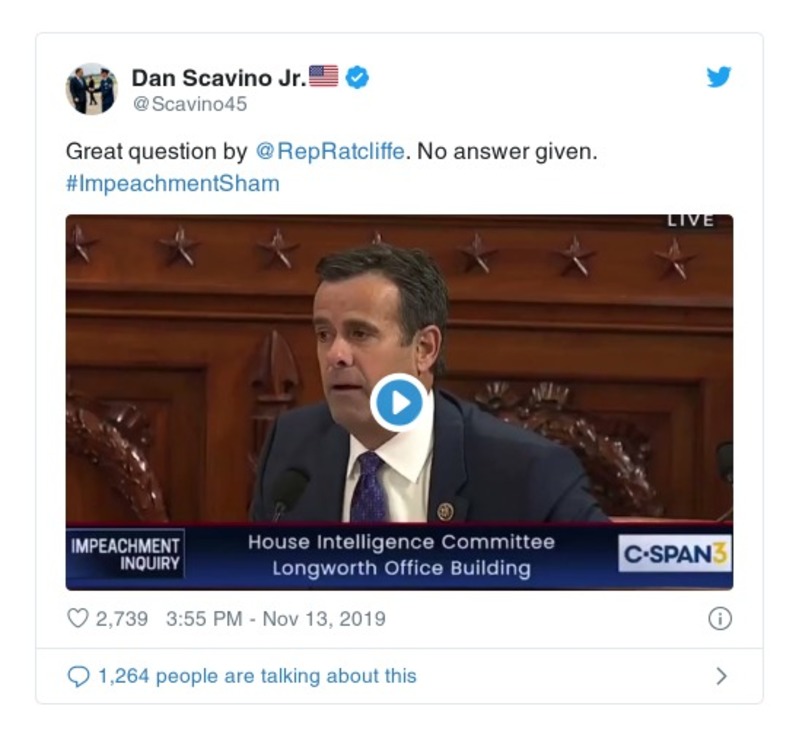 Dan Scavino Jr.🇺🇸
@Scavino45
Great question by @RepRatcliffe. No answer given.
#ImpeachmentSham
LIVE
IMPEACHMENT
INQUIRY
House Intelligence Committee
Longworth Office Building
C-SPAN3
2,739 3:55 PM - Nov 13, 2019
1,264 people are talking about this